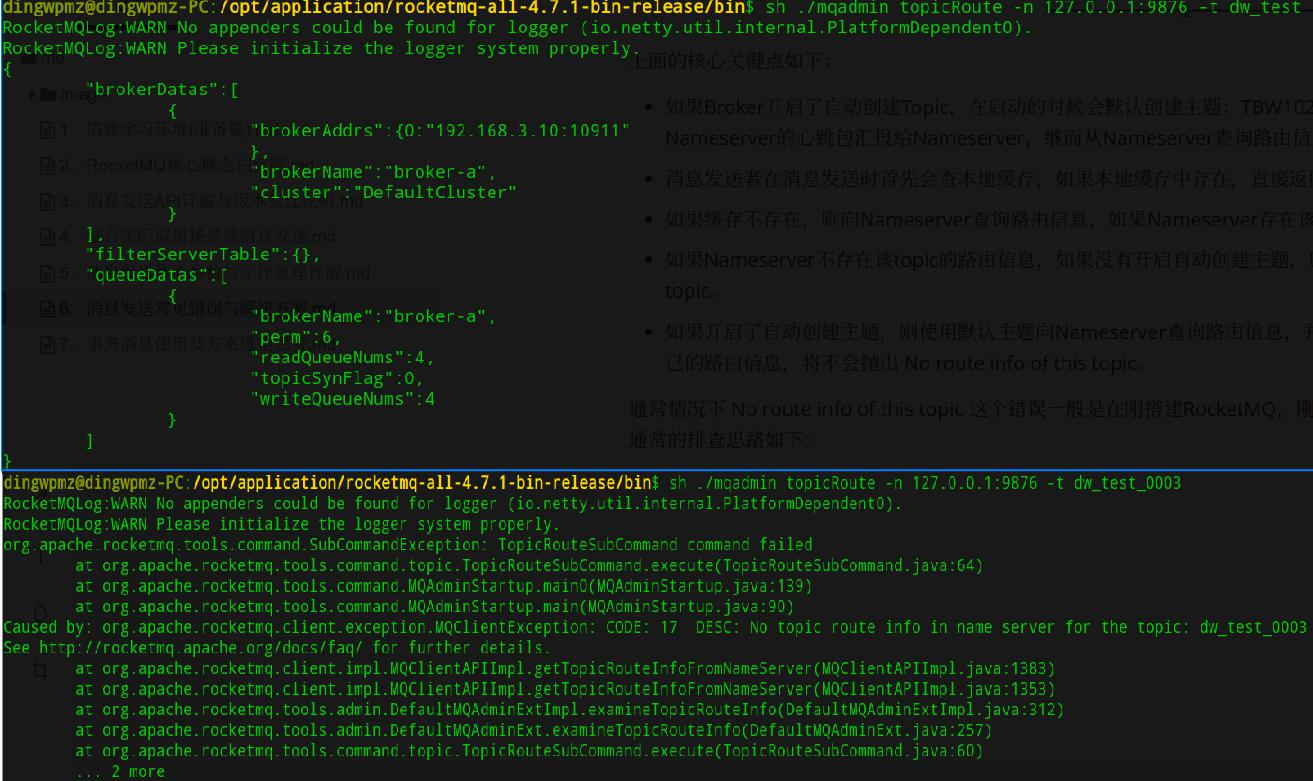 dingwpmz@dingwpmz-PC:/opt/application/rocketmq-all-4.7.1-bin-release/bin$ sh ./mqadmin topicRoute -n 127.0.0.1:9876 -t dw_test
RocketMQLog:WARN No appenders could be found for logger (io.netty.util.internal.PlatformDependent0).
RocketMQLog:WARN Please initialize the logger system properly.
{
"brokerDatas":[
{
"brokerAddrs":{0:"192.168.3.10:10911"
},
"brokerName":"broker-a",
"cluster":"DefaultCluster"
}
],
"filterServerTable":{},
"queueDatas":[
{
"brokerName":"broker-a",
"perm":6,
"readQueueNums":4,
"topicSynFlag":0,
"writeQueueNums":4
}
]
}
md
image
1、搭建学习环境(准备篇)
2、RocketMQ核心概念扫
3、消息发送API详解与版本
.md
4、
合实际应用场景谈消息发送.md
5、
与工作原理详解.md
6、消息发送常见错误与解决方案.md
7、事务消息使用及方案选
上面的核心关键点如下：
如果Broker开启了自动创建Topic，在启动的时候会默认创建主题：TBW102
Nameserver的心跳包汇报给Nameserver，继而从Nameserver查询路由信
消息发送者在消息发送时首先会查本地缓存，如果本地缓存中存在，直接返
如果缓存不存在，则向Nameserver查询路由信息，如果Nameserver存在该
如果Nameserver不存在该topic的路由信息，如果没有开启自动创建主题，
topic。
如果开启了自动创建主题，则使用默认主题向Nameserver查询路由信息，
己的路由信息，将不会抛出 No route info of this topic。
通常情况下 No route info of this topic 这个错误一般是在刚搭建RocketMQ，刚
通常的排查思路如下：
dingwpmz@dingwpmz-PC:/opt/application/rocketmq-all-4.7.1-bin-release/bin$ sh ./mqadmin topicRoute -n 127.0.0.1:9876 -t dw_test_0003
RocketMQLog:WARN No appenders could be found for logger (io.netty.util.internal.PlatformDependent0).
RocketMQLog:WARN Please initialize the logger system properly.
org.apache.rocketmq.tools.command.SubCommandException: TopicRouteSubCommand command failed
at org.apache.rocketmq.tools.command.topic.TopicRouteSubCommand.execute(TopicRouteSubCommand.java:64)
at org.apache.rocketmq.tools.command.MQAdminStartup.main0(MQAdminStartup.java:139)
at org.apache.rocketmq.tools.command.MQAdminStartup.main(MQAdminStartup.java:90)
Caused by: org.apache.rocketmq.client.exception.MQClientException: CODE: 17  DESC: No topic route info in name server for the topic: dw_test_0003
See http://rocketmq.apache.org/docs/faq/ for further details.
at org.apache.rocketmq.client.impl.MQClientAPIImpl.getTopicRouteInfoFromNameServer(MQClientAPIImpl.java:1383)
at org.apache.rocketmq.client.impl.MQClientAPIImpl.getTopicRouteInfoFromNameServer(MQClientAPIImpl.java:1353)
at org.apache.rocketmq.tools.admin.DefaultMQAdminExtImpl.examineTopicRouteInfo(DefaultMQAdminExtImpl.java:312)
at org.apache.rocketmq.tools.admin.DefaultMQAdminExt.examineTopicRouteInfo(DefaultMQAdminExt.java:257)
at org.apache.rocketmq.tools.command.topic.TopicRouteSubCommand.execute(TopicRouteSubCommand.java:60)
... 2 more